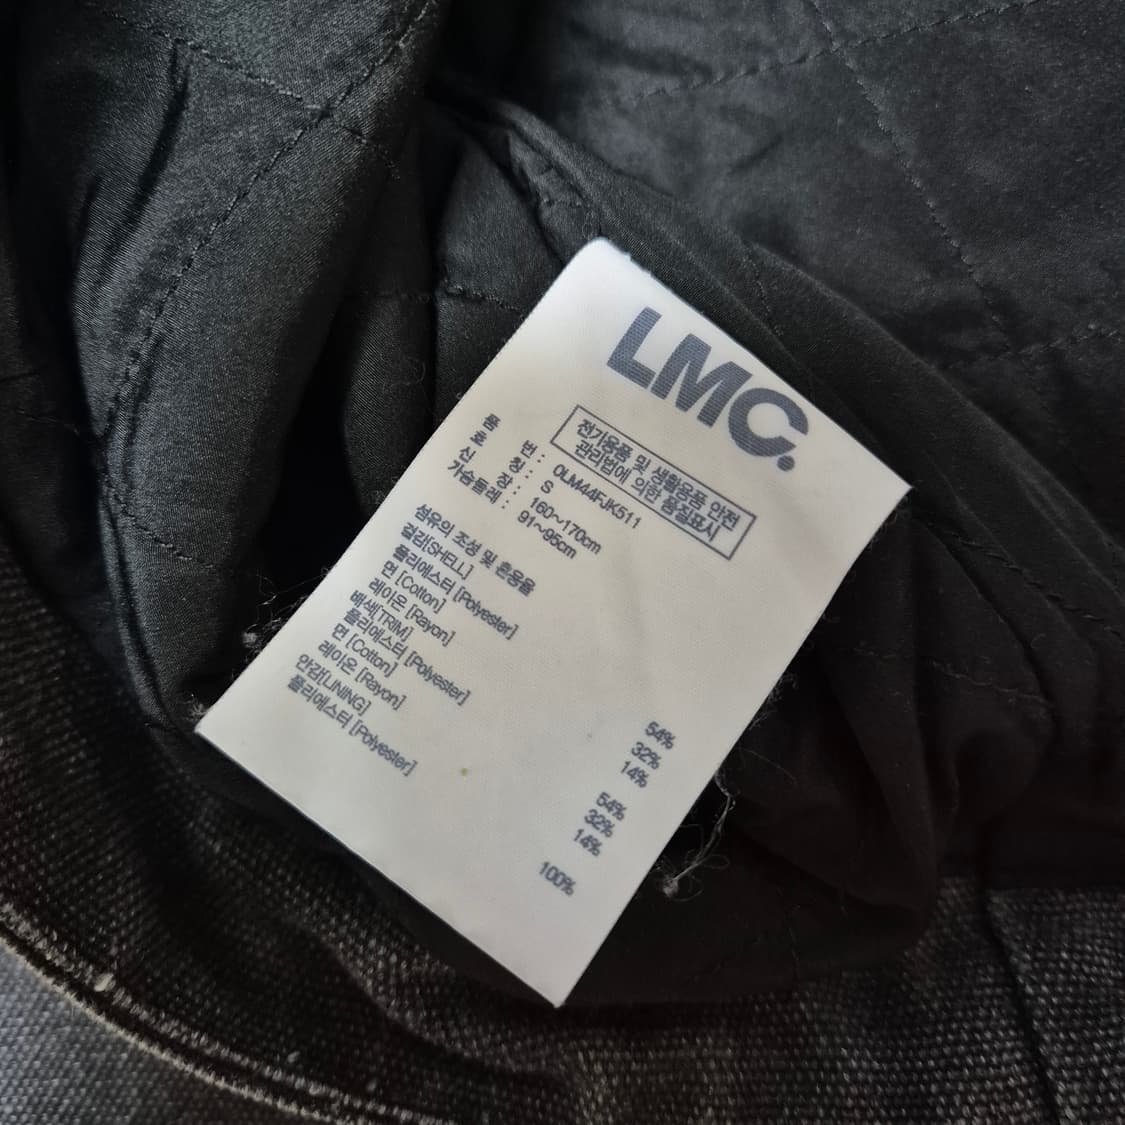 LMC.
전기용품 및 생활용품 안전
관리법에 의한 품질표시
품 번 : 0LM44FJK511
호 칭 : S
신 장 : 160~170cm
가슴둘레 : 91~95cm
섬유의 조성 및 혼용율
겉감[SHELL]
폴리에스터 [Polyester] 54%
면 [Cotton] 32%
레이온 [Rayon] 14%
배색[TRIM]
폴리에스터 [Polyester] 54%
면 [Cotton] 32%
레이온 [Rayon] 14%
안감[LINING]
폴리에스터 [Polyester] 100%